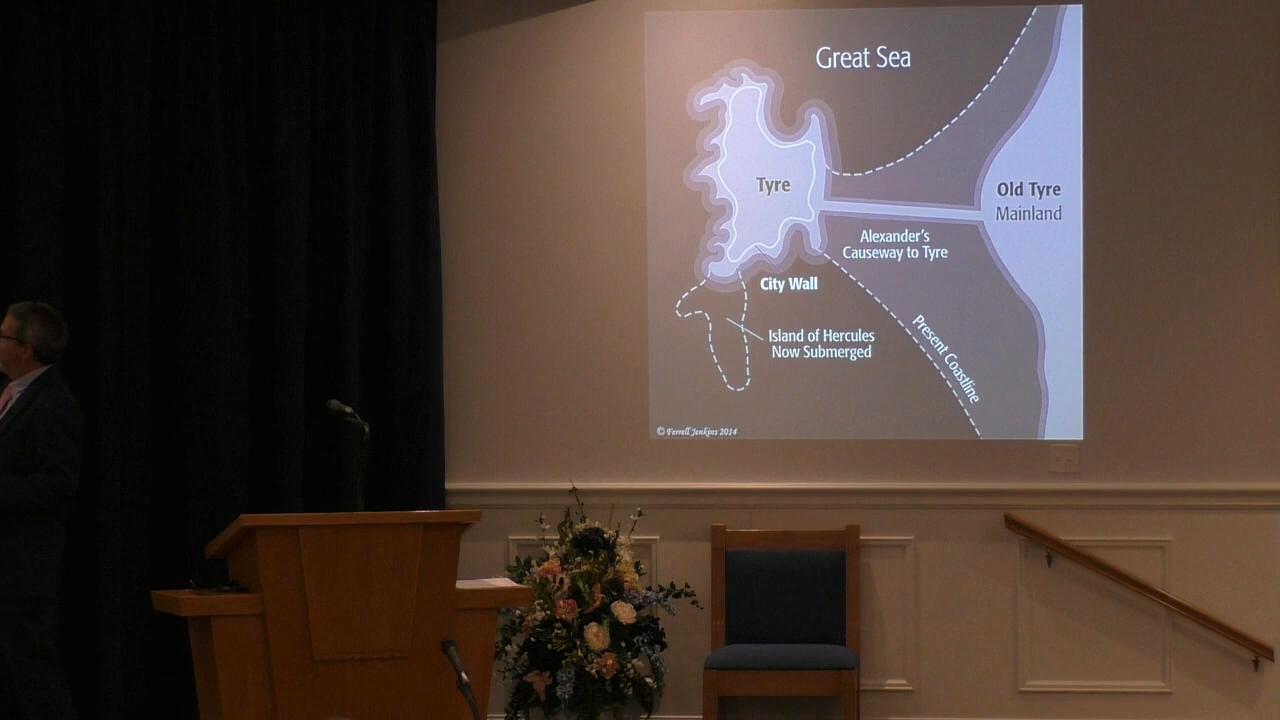 Great Sea
Tyre
Old Tyre
Mainland
Alexander's
Causeway to Tyre
City Wall
Island of Hercules
Now Submerged
Present Coastline
© Ferrell Jenkins 2014